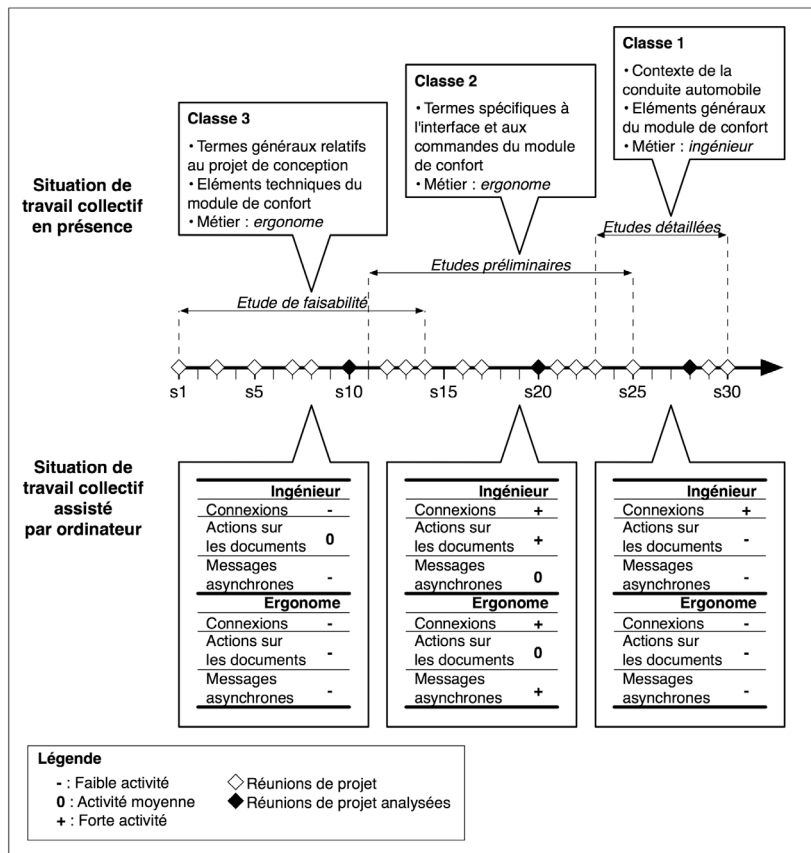 Situation de
travail collectif
en présence
Classe 3
• Termes généraux relatifs
au projet de conception
• Eléments techniques du
module de confort
• Métier : ergonome
Classe 2
• Termes spécifiques à
l'interface et aux
commandes du module
de confort
• Métier : ergonome
Classe 1
• Contexte de la
conduite automobile
• Eléments généraux
du module de confort
• Métier : ingénieur
Etudes détaillées
Etudes préliminaires
Etude de faisabilité
s1 s5 s10 s15 s20 s25 s30
Situation de
travail collectif
assisté
par ordinateur
Ingénieur
Connexions -
Actions sur
les documents 0
Messages
asynchrones -
Ergonome
Connexions -
Actions sur
les documents -
Messages
asynchrones -
Ingénieur
Connexions +
Actions sur
les documents +
Messages
asynchrones 0
Ergonome
Connexions +
Actions sur
les documents 0
Messages
asynchrones +
Ingénieur
Connexions +
Actions sur
les documents -
Messages
asynchrones -
Ergonome
Connexions -
Actions sur
les documents -
Messages
asynchrones -
Légende
- : Faible activité
0 : Activité moyenne
+ : Forte activité
Réunions de projet
Réunions de projet analysées